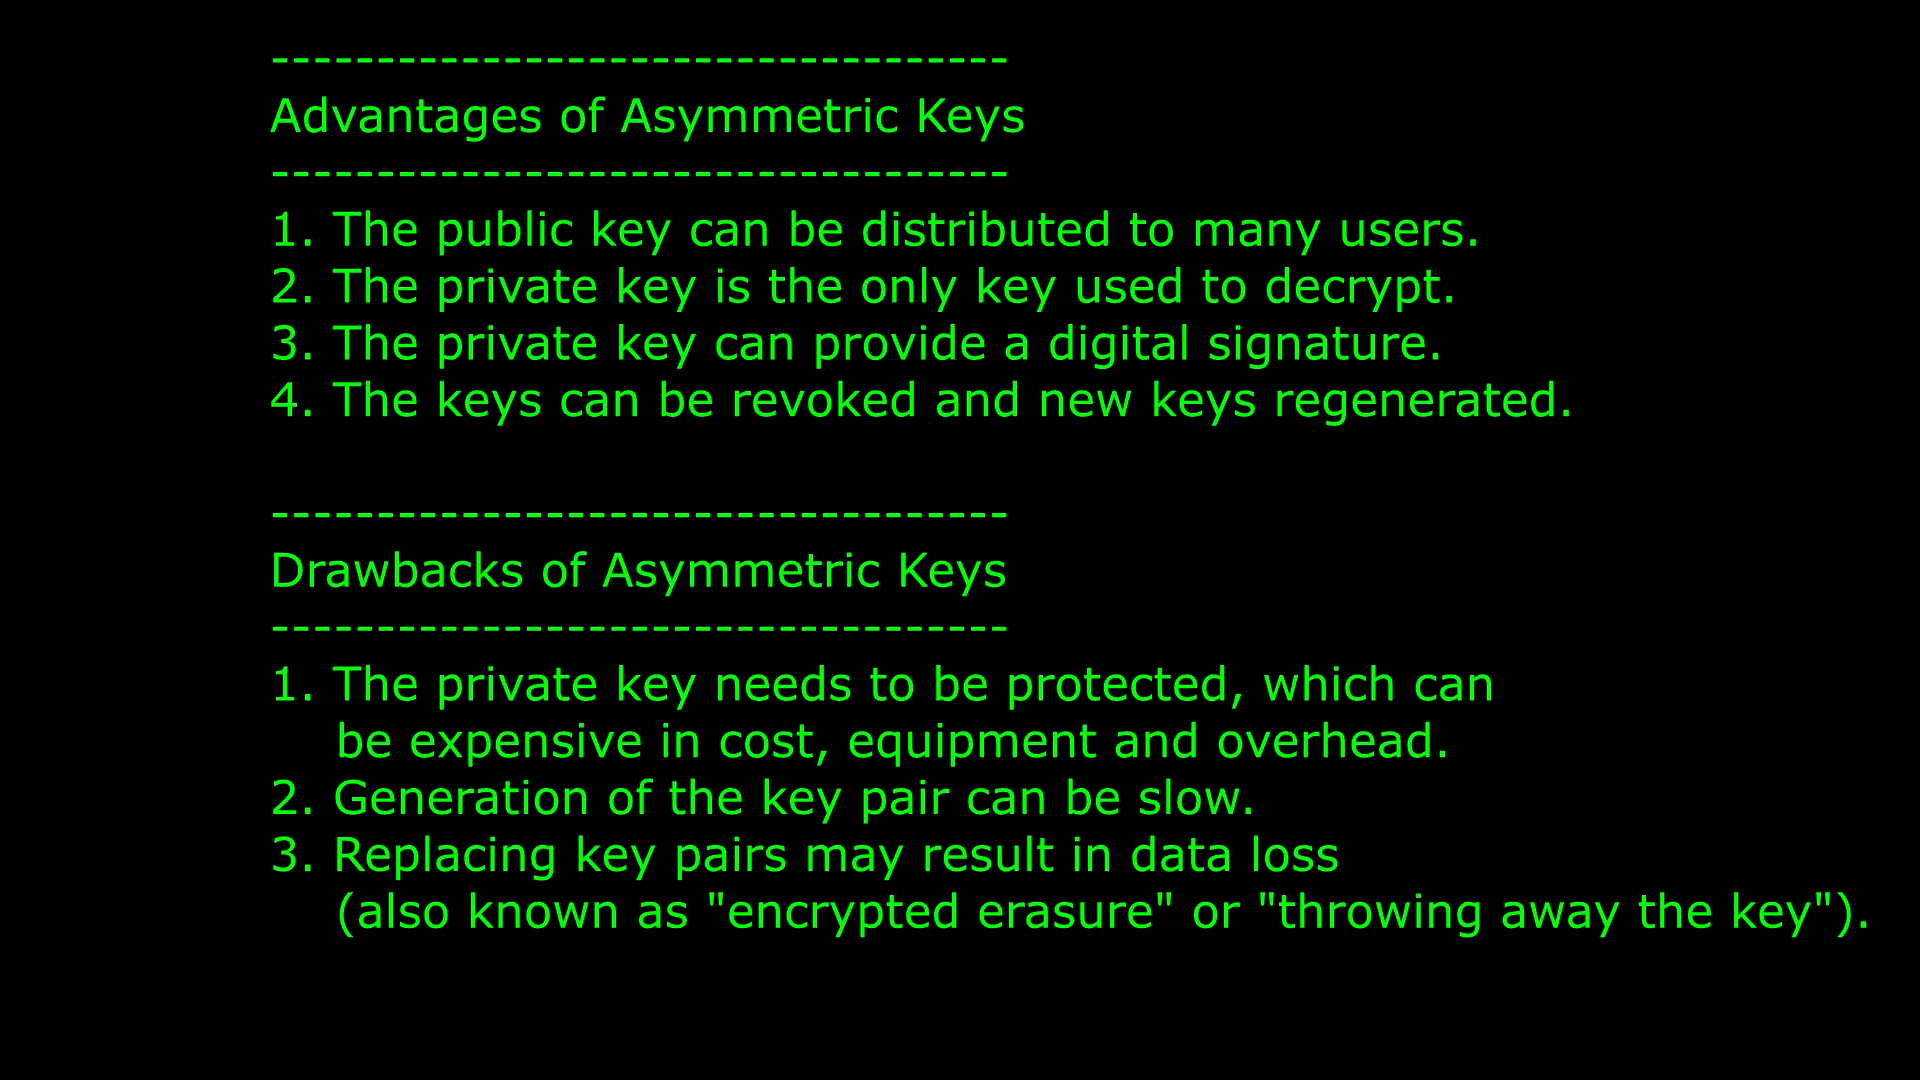 -----------------------------------
Advantages of Asymmetric Keys
-----------------------------------
1. The public key can be distributed to many users.
2. The private key is the only key used to decrypt.
3. The private key can provide a digital signature.
4. The keys can be revoked and new keys regenerated.
-----------------------------------
Drawbacks of Asymmetric Keys
-----------------------------------
1. The private key needs to be protected, which can
be expensive in cost, equipment and overhead.
2. Generation of the key pair can be slow.
3. Replacing key pairs may result in data loss
(also known as "encrypted erasure" or "throwing away the key").